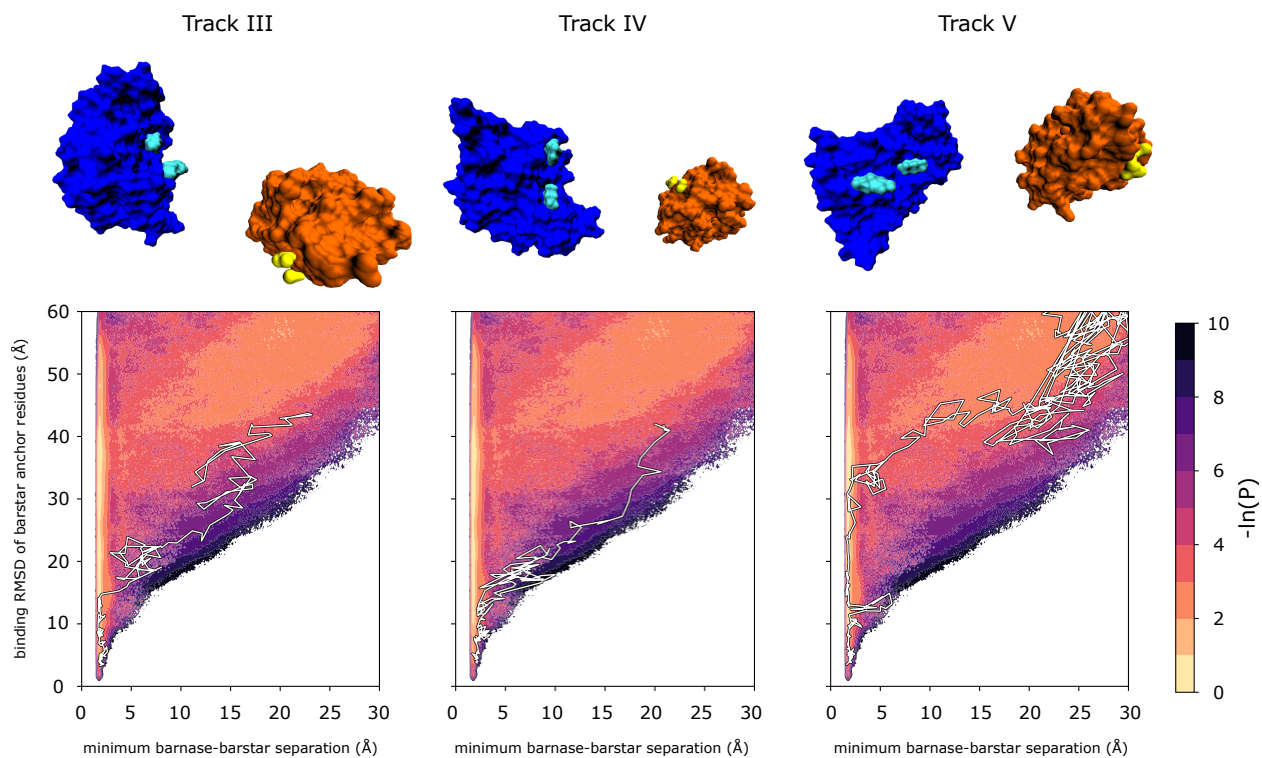 Track III
Track IV
Track V
binding RMSD of barstar anchor residues (Å)
60
50
40
30
20
10
0
0 5 10 15 20 25 30
minimum barnase-barstar separation (Å)
0 5 10 15 20 25 30
minimum barnase-barstar separation (Å)
0 5 10 15 20 25 30
minimum barnase-barstar separation (Å)
10
8
6
4
2
0
-ln(P)